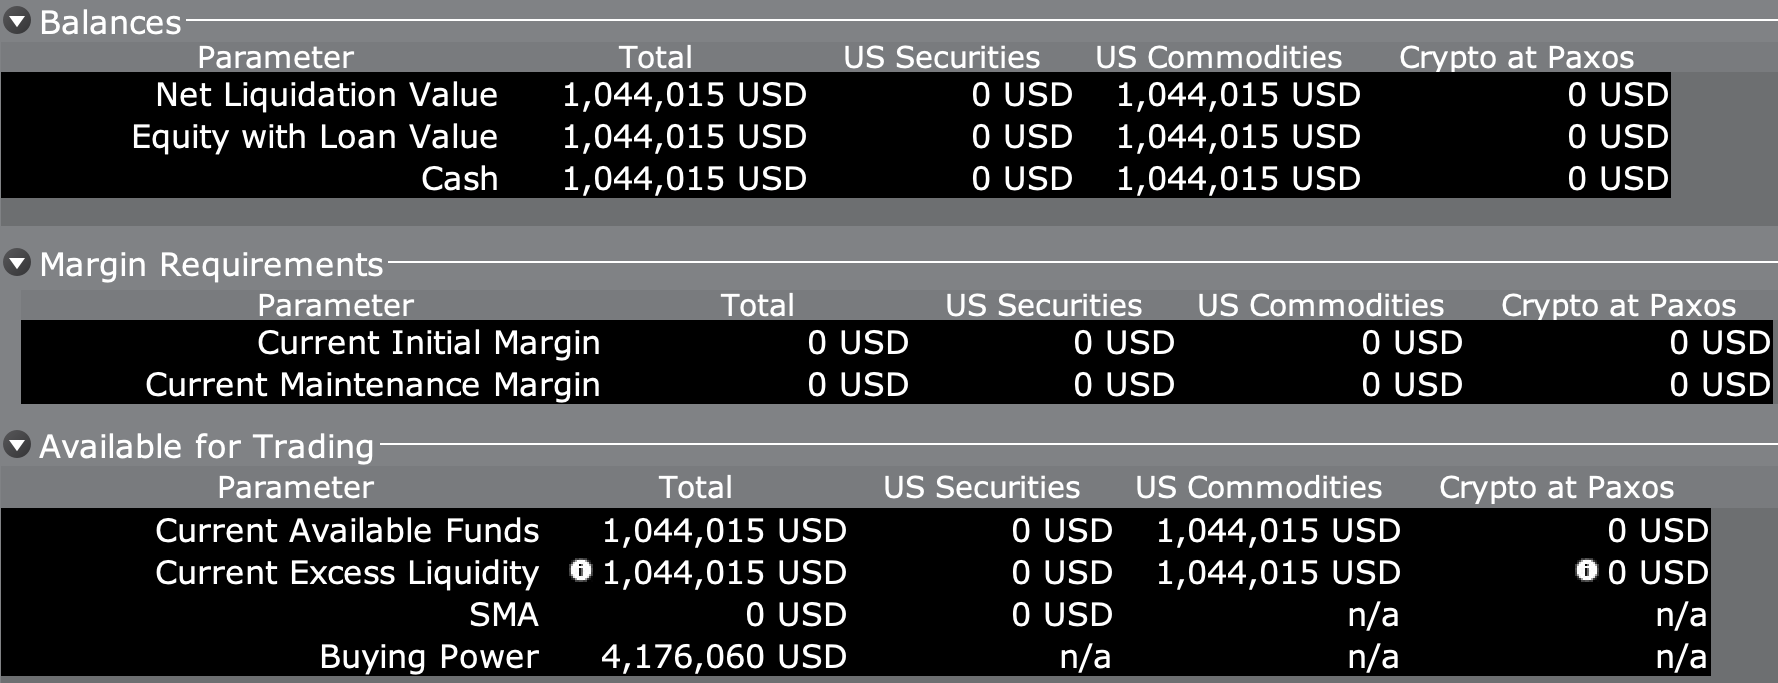 Balances
Parameter Total US Securities US Commodities Crypto at Paxos
Net Liquidation Value 1,044,015 USD 0 USD 1,044,015 USD 0 USD
Equity with Loan Value 1,044,015 USD 0 USD 1,044,015 USD 0 USD
Cash 1,044,015 USD 0 USD 1,044,015 USD 0 USD
Margin Requirements
Parameter Total US Securities US Commodities Crypto at Paxos
Current Initial Margin 0 USD 0 USD 0 USD 0 USD
Current Maintenance Margin 0 USD 0 USD 0 USD 0 USD
Available for Trading
Parameter Total US Securities US Commodities Crypto at Paxos
Current Available Funds 1,044,015 USD 0 USD 1,044,015 USD 0 USD
Current Excess Liquidity 1,044,015 USD 0 USD 1,044,015 USD 0 USD
SMA 0 USD 0 USD n/a n/a
Buying Power 4,176,060 USD n/a n/a n/a